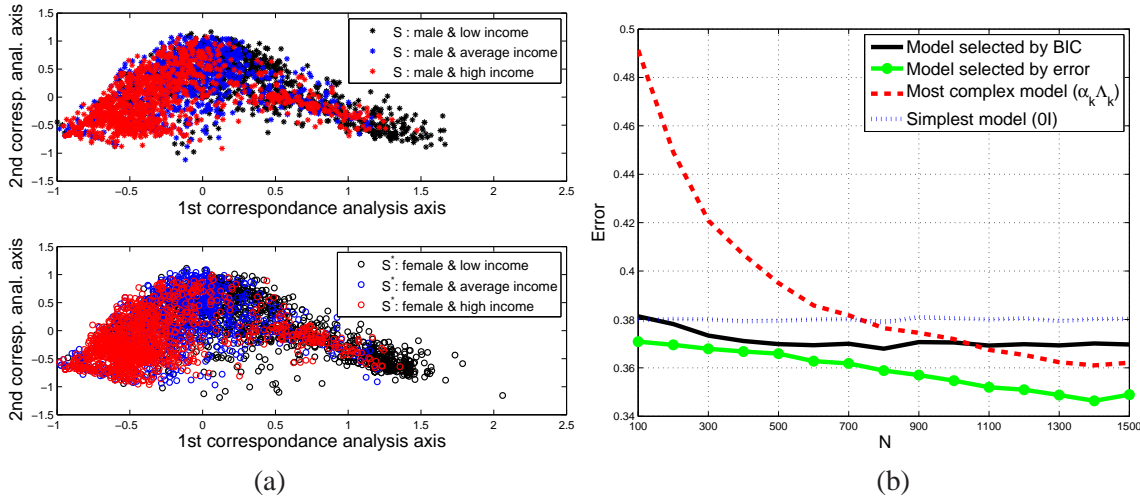 2nd corresp. anal. axis
1.5
1
0.5
0
−0.5
−1
−1.5
−1 −0.5 0 0.5 1 1.5 2 2.5
1st correspondance analysis axis
S : male & low income
S : male & average income
S : male & high income
2nd corresp. anal. axis
1.5
1
0.5
0
−0.5
−1
−1.5
−1 −0.5 0 0.5 1 1.5 2 2.5
1st correspondance analysis axis
S*: female & low income
S*: female & average income
S*: female & high income
(a)
Error
0.5
0.48
0.46
0.44
0.42
0.4
0.38
0.36
0.34
100 300 500 700 900 1100 1300 1500
N
Model selected by BIC
Model selected by error
Most complex model (αkΛk)
Simplest model (0I)
(b)